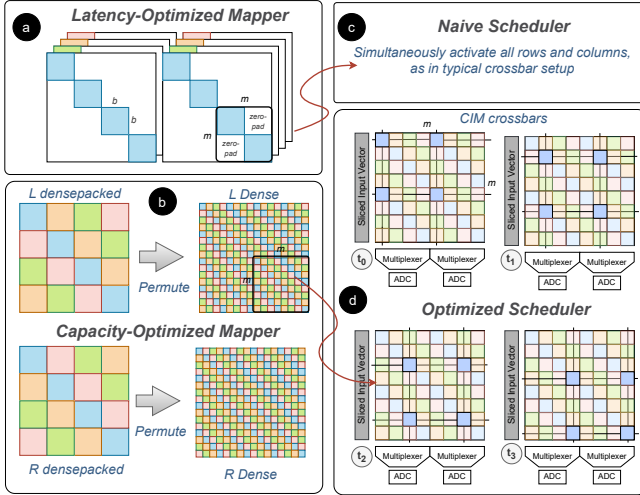 a
Latency-Optimized Mapper
b
b
m
m
zero-
pad
zero-
pad
c
Naive Scheduler
Simultaneously activate all rows and columns,
as in typical crossbar setup
b
L densepacked
L Dense
Permute
m
m
Capacity-Optimized Mapper
Permute
R densepacked
R Dense
CIM crossbars
m
m
Sliced Input Vector
Sliced Input Vector
t0
Multiplexer
Multiplexer
ADC
ADC
t1
Multiplexer
Multiplexer
ADC
ADC
d
Optimized Scheduler
Sliced Input Vector
Sliced Input Vector
t2
Multiplexer
Multiplexer
ADC
ADC
t3
Multiplexer
Multiplexer
ADC
ADC